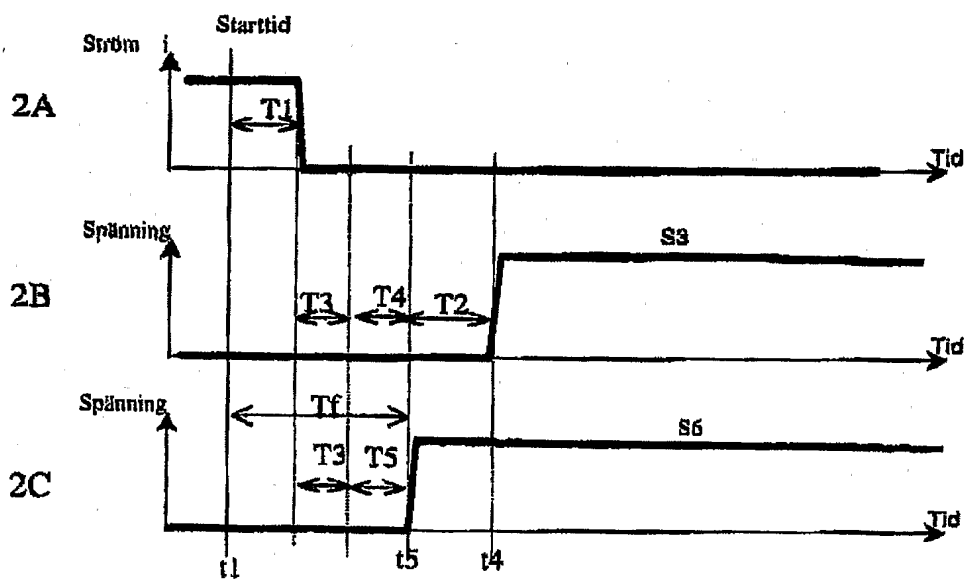 Starttid
Ström i
2A
T1
Tid
Spänning
S3
2B
T3
T4
T2
Tid
Spänning
Tf
S5
2C
T3
T5
Tid
t1
t5
t4